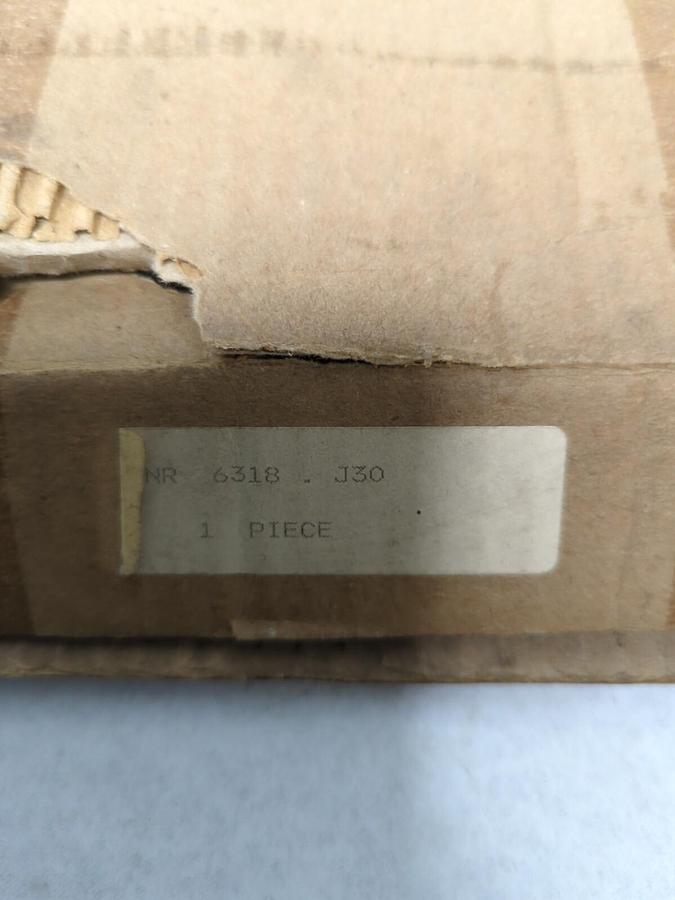 NR 6318 . J30
1 PIECE